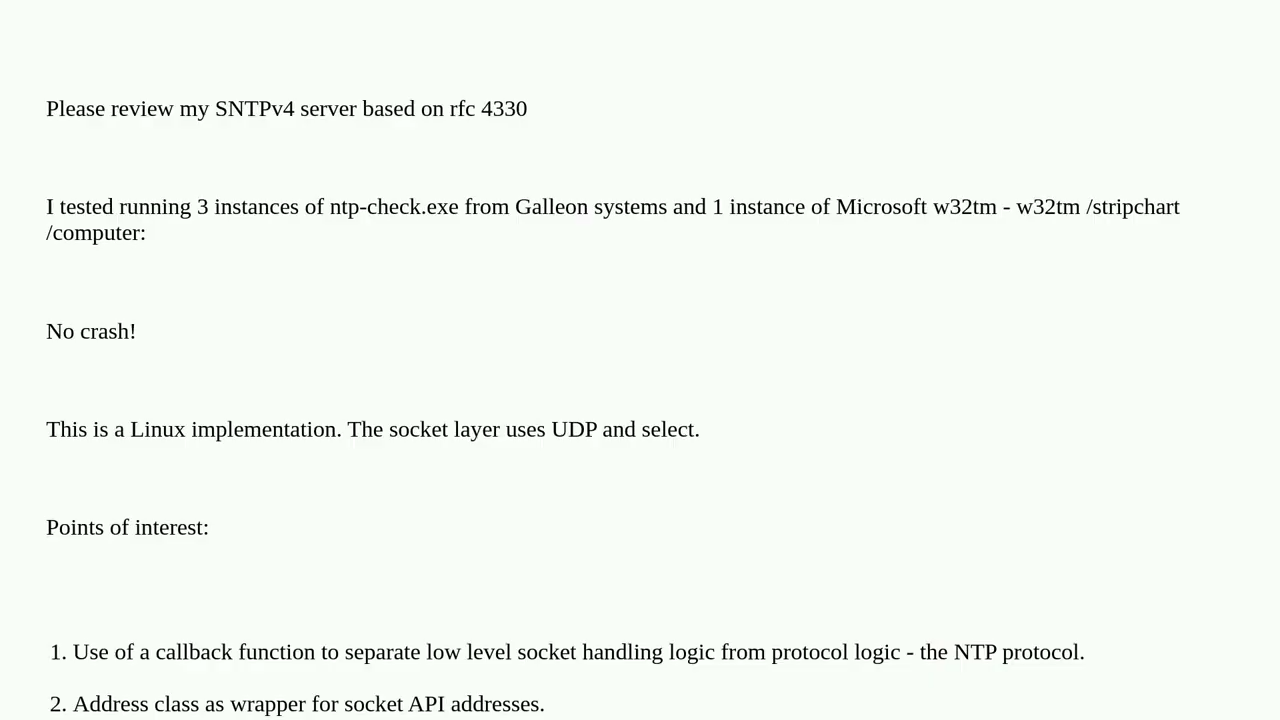 Please review my SNTPv4 server based on rfc 4330
I tested running 3 instances of ntp-check.exe from Galleon systems and 1 instance of Microsoft w32tm - w32tm /stripchart
/computer:
No crash!
This is a Linux implementation. The socket layer uses UDP and select.
Points of interest:
1. Use of a callback function to separate low level socket handling logic from protocol logic - the NTP protocol.
2. Address class as wrapper for socket API addresses.